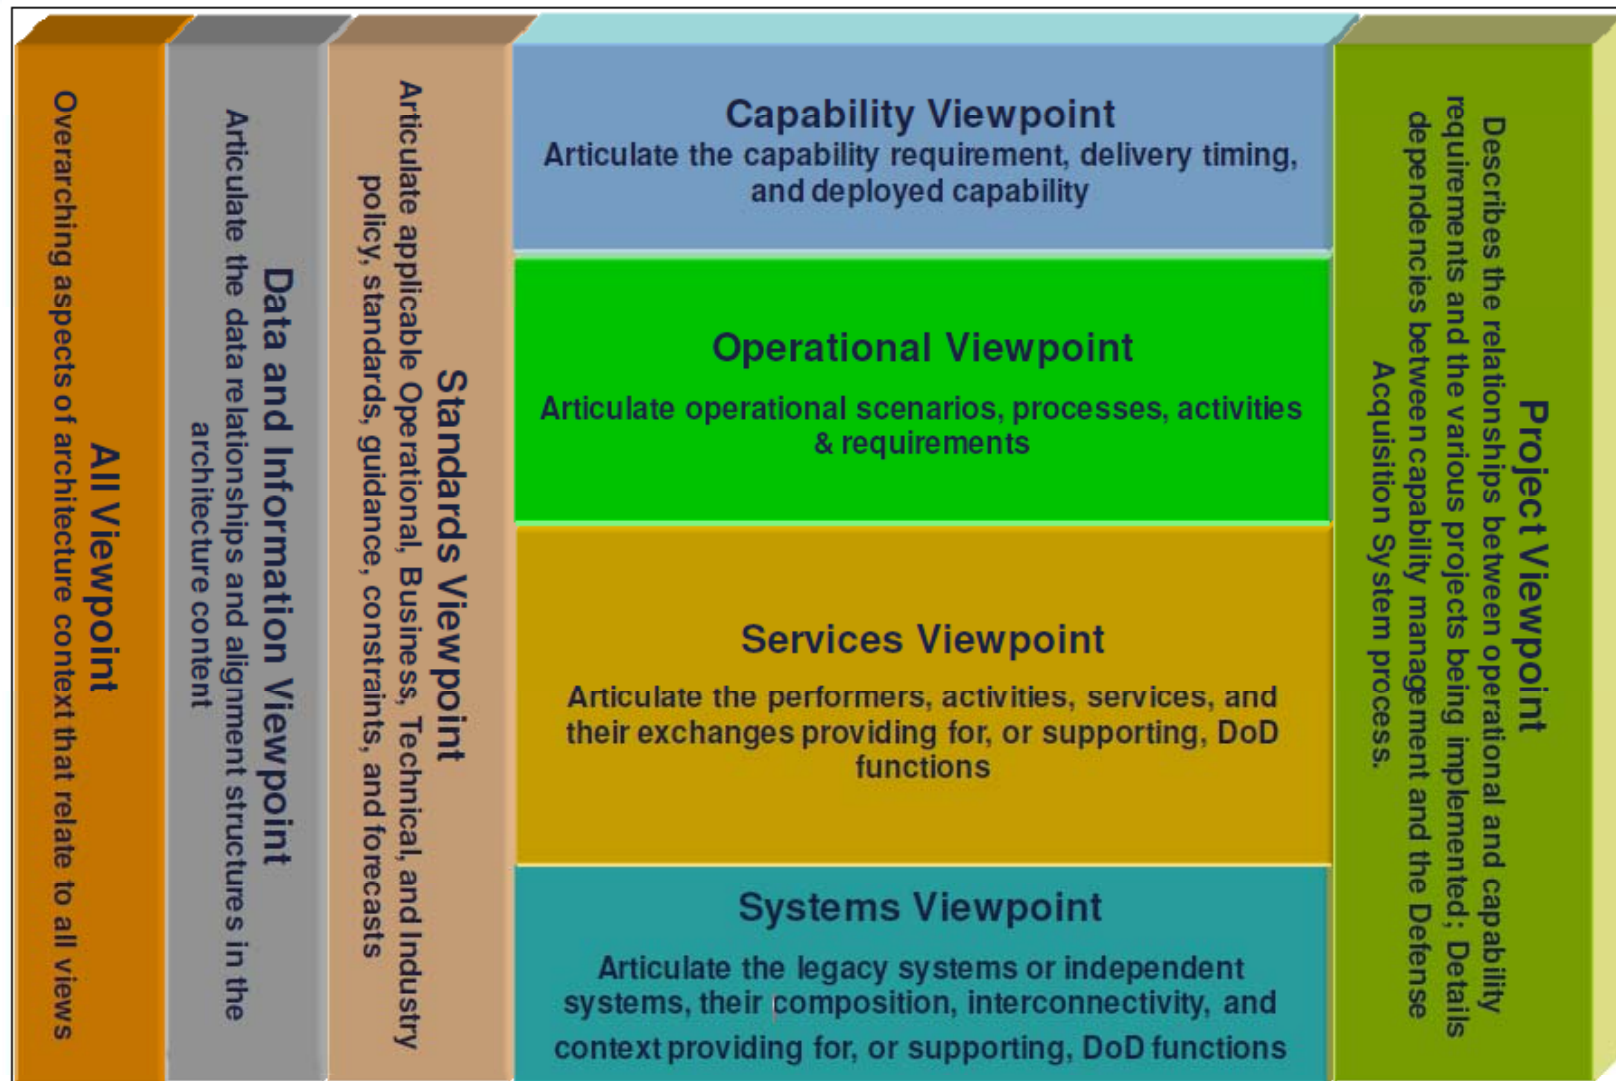 All Viewpoint
Overarching aspects of architecture context that relate to all views
Data and Information Viewpoint
Articulate the data relationships and alignment structures in the
architecture content
Standards Viewpoint
Articulate applicable Operational, Business, Technical, and Industry
policy, standards, guidance, constraints, and forecasts
Capability Viewpoint
Articulate the capability requirement, delivery timing,
and deployed capability
Operational Viewpoint
Articulate operational scenarios, processes, activities
& requirements
Services Viewpoint
Articulate the performers, activities, services, and
their exchanges providing for, or supporting, DoD
functions
Systems Viewpoint
Articulate the legacy systems or independent
systems, their composition, interconnectivity, and
context providing for, or supporting, DoD functions
Project Viewpoint
Describes the relationships between operational and capability
requirements and the various projects being implemented; Details
dependencies between capability management and the Defense
Acquisition System process.